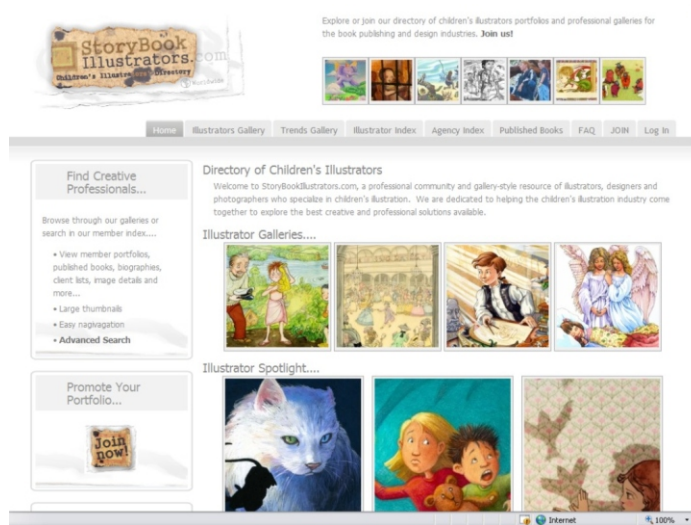 StoryBook
Illustrators.com
Children's Illustrators Directory
Worldwide
Explore or join our directory of children's illustrators portfolios and professional galleries for
the book publishing and design industries. Join us!
Home Illustrators Gallery Trends Gallery Illustrator Index Agency Index Published Books FAQ JOIN Log In
Find Creative
Professionals...
Browse through our galleries or
search in our member index....
• View member portfolios,
published books, biographies,
client lists, image details and
more...
• Large thumbnails
• Easy nagivagation
• Advanced Search
Promote Your
Portfolio...
Join
now!
Directory of Children's Illustrators
Welcome to StoryBookIllustrators.com, a professional community and gallery-style resource of illustrators, designers and
photographers who specialize in children's illustration. We are dedicated to helping the children's illustration industry come
together to explore the best creative and professional solutions available.
Illustrator Galleries....
Illustrator Spotlight....
Internet
100%